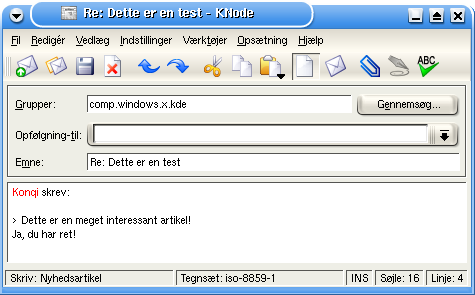 Re: Dette er en test - KNode
Fil Redigér Vedlæg Indstillinger Værktøjer Opsætning Hjælp
ABC
Grupper: comp.windows.x.kde Gennemsøg...
Opfølgning-til:
Emne: Re: Dette er en test
Konqi skrev:
> Dette er en meget interessant artikel!
Ja, du har ret!
Skriv: Nyhedsartikel Tegnsæt: iso-8859-1 INS Søjle: 16 Linje: 4